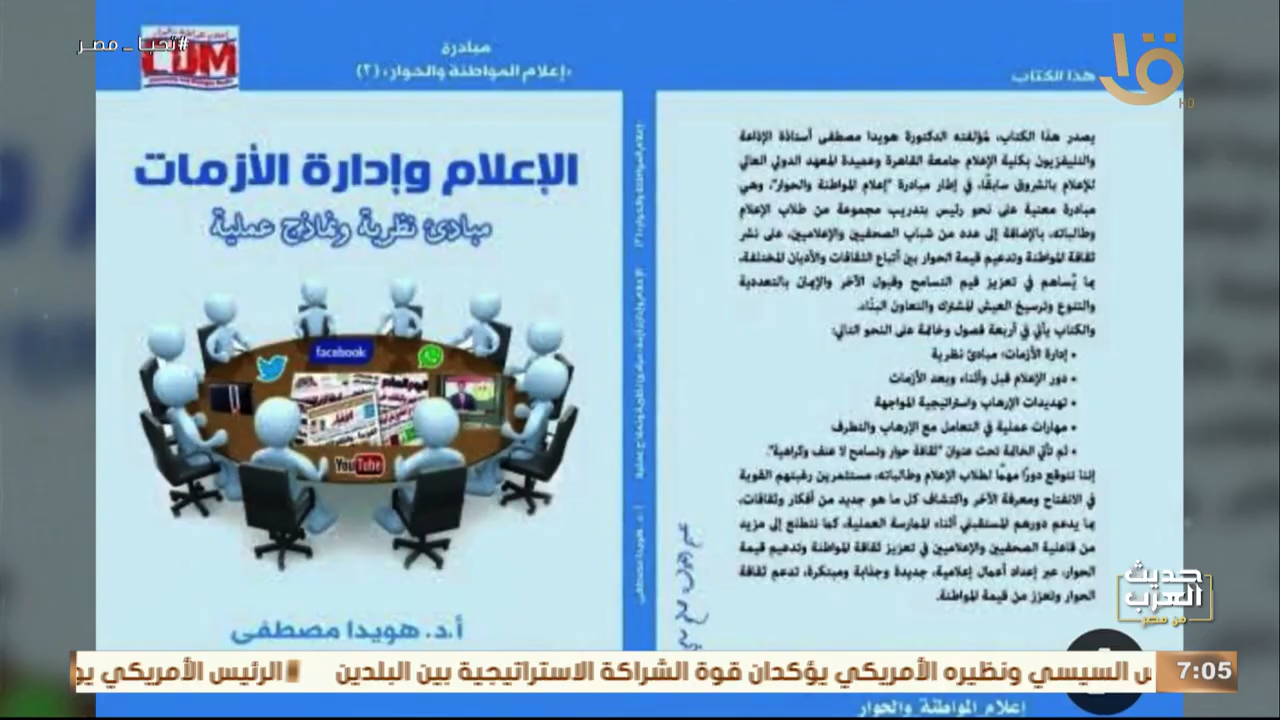 #تحيا_مصر
HD
CDM
مبادرة
«إعلام المواطنة والحوار» (٢)
الإعلام وإدارة الأزمات
مبادئ نظرية ونماذج عملية
facebook
YouTube
أ.د. هويدا مصطفى
إعلام المواطنة والحوار (٢)
أ.د. هويدا مصطفى
هذا الكتاب
يصدر هذا الكتاب، لمؤلفته الدكتورة هويدا مصطفى أستاذة الإذاعة
والتليفزيون بكلية الإعلام جامعة القاهرة وعميدة المعهد الدولي العالي
للإعلام بالشروق سابقًا، في إطار مبادرة "إعلام المواطنة والحوار"، وهي
مبادرة معنية على نحو رئيس بتدريب مجموعة من طلاب الإعلام
وطالباته، بالإضافة إلى عدد من شباب الصحفيين والإعلاميين، على نشر
ثقافة المواطنة وتدعيم قيمة الحوار بين أتباع الثقافات والأديان المختلفة،
بما يُساهم في تعزيز قيم التسامح وقبول الآخر والإيمان بالتعددية
والتنوع وترسيخ العيش المشترك والتعاون البنّاء.
والكتاب يأتي في أربعة فصول وخاتمة على النحو التالي:
• إدارة الأزمات: مبادئ نظرية
• دور الإعلام قبل وأثناء وبعد الأزمات
• تهديدات الإرهاب واستراتيجية المواجهة
• مهارات عملية في التعامل مع الإرهاب والتطرف
• ثم تأتي الخاتمة تحت عنوان "ثقافة حوار وتسامح لا عنف وكراهية".
إننا نتوقع دورًا مهمًا لطلاب الإعلام وطالباته، مستثمرين رغبتهم القوية
في الانفتاح ومعرفة الآخر واكتشاف كل ما هو جديد من أفكار وثقافات،
بما يدعم دورهم المستقبلي أثناء الممارسة العملية، كما نتطلع إلى مزيد
من فاعلية الصحفيين والإعلاميين في تعزيز ثقافة المواطنة وتدعيم قيمة
الحوار، عبر إعداد أعمال إعلامية، جديدة وجذابة ومبتكرة، تدعم ثقافة
الحوار وتعزز من قيمة المواطنة.
حديث
العرب
من مصر
7:05
س السيسي ونظيره الأمريكي يؤكدان قوة الشراكة الاستراتيجية بين البلدين الرئيس الأمريكي يؤ
إعلام المواطنة والحوار